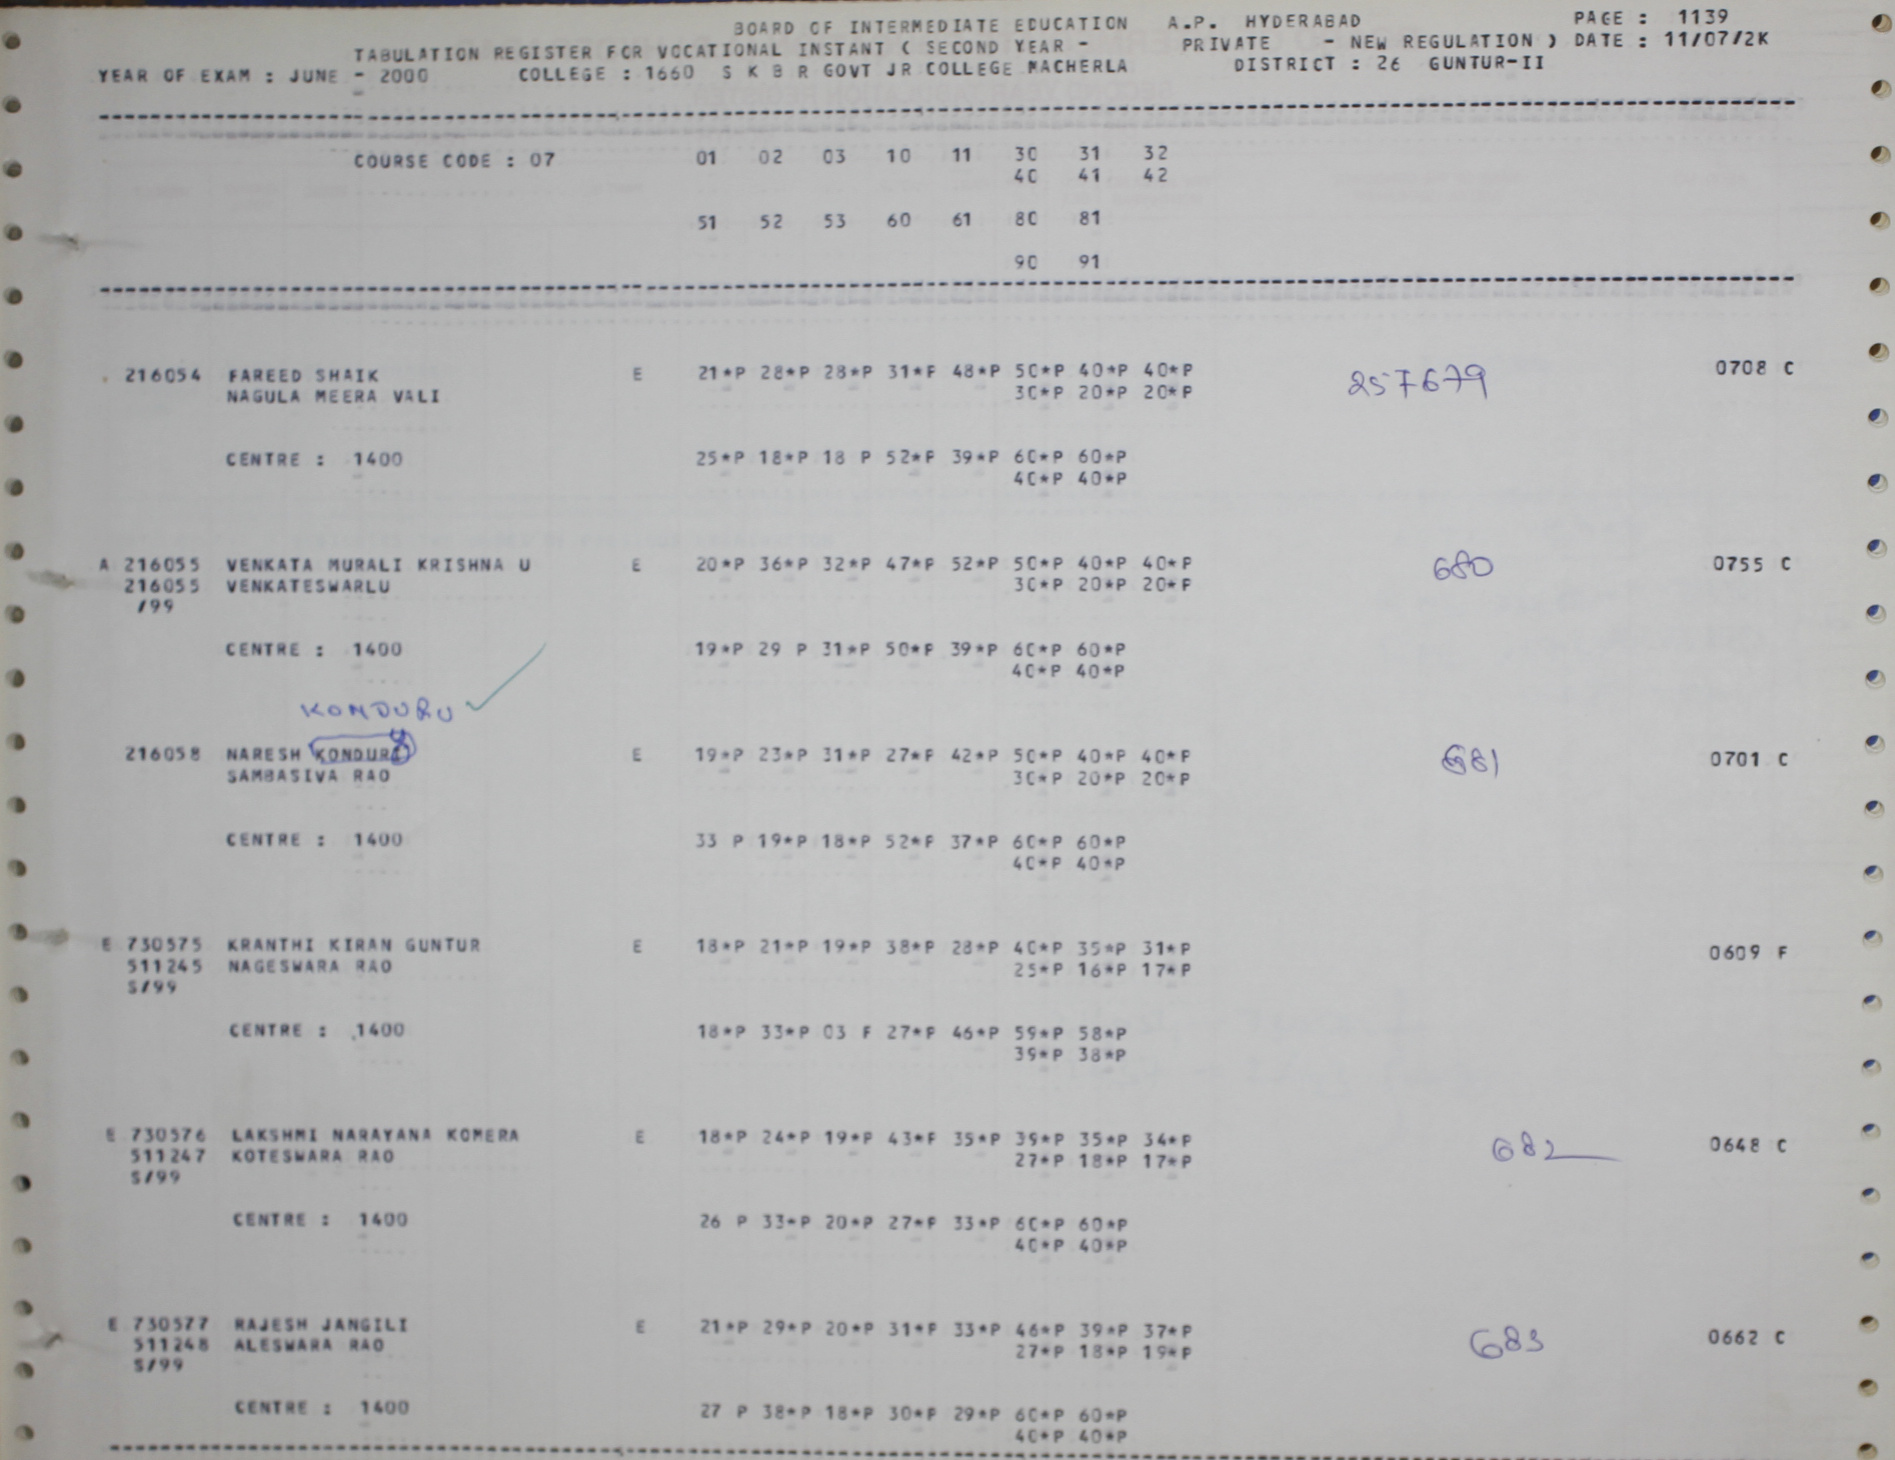 BOARD OF INTERMEDIATE EDUCATION A.P. HYDERABAD PAGE : 1139
TABULATION REGISTER FOR VOCATIONAL INSTANT ( SECOND YEAR - PRIVATE - NEW REGULATION ) DATE : 11/07/2K
YEAR OF EXAM : JUNE - 2000 COLLEGE : 1660 S K B R GOVT JR COLLEGE MACHERLA DISTRICT : 26 GUNTUR-II
COURSE CODE : 07 01 02 03 10 11 30 31 32
40 41 42
51 52 53 60 61 80 81
90 91
216054 FAREED SHAIK E 21*P 28*P 28*P 31*P 48*P 50*P 40*P 40*P 257679 0708 C
NAGULA MEERA VALI 30*P 20*P 20*P
CENTRE : 1400 25*P 18*P 18 P 52*P 39*P 60*P 60*P
40*P 40*P
A 216055 VENKATA MURALI KRISHNA U E 20*P 36*P 32*P 47*P 52*P 50*P 40*P 40*P 680 0755 C
216055 VENKATESWARLU 30*P 20*P 20*P
/99
CENTRE : 1400 19*P 29 P 31*P 50*P 39*P 60*P 60*P
40*P 40*P
KONDURU
216058 NARESH KONDURA E 19*P 23*P 31*P 27*P 42*P 50*P 40*P 40*P 681 0701 C
SAMBASIVA RAO 30*P 20*P 20*P
CENTRE : 1400 33 P 19*P 18*P 52*P 37*P 60*P 60*P
40*P 40*P
E 730575 KRANTHI KIRAN GUNTUR E 18*P 21*P 19*P 38*P 28*P 40*P 35*P 31*P 0609 F
511245 NAGESWARA RAO 25*P 16*P 17*P
S/99
CENTRE : 1400 18*P 33*P 03 F 27*P 46*P 59*P 58*P
39*P 38*P
E 730576 LAKSHMI NARAYANA KOMERA E 18*P 24*P 19*P 43*P 35*P 39*P 35*P 34*P 682 0648 C
511247 KOTESWARA RAO 27*P 18*P 17*P
S/99
CENTRE : 1400 26 P 33*P 20*P 27*P 33*P 60*P 60*P
40*P 40*P
E 730577 RAJESH JANGILI E 21*P 29*P 20*P 31*P 33*P 46*P 39*P 37*P 683 0662 C
511248 ALESWARA RAO 27*P 18*P 19*P
S/99
CENTRE : 1400 27 P 38*P 18*P 30*P 29*P 60*P 60*P
40*P 40*P